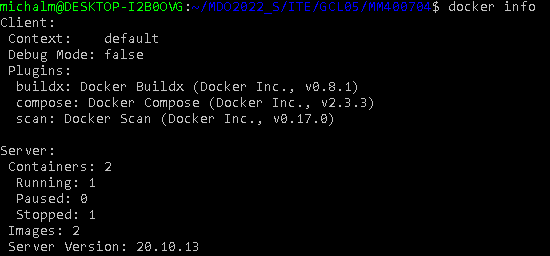 michalm@DESKTOP-I2B0OVG:~/MDO2022_S/ITE/GCL05/MM400704$ docker info
Client:
 Context:    default
 Debug Mode: false
 Plugins:
  buildx: Docker Buildx (Docker Inc., v0.8.1)
  compose: Docker Compose (Docker Inc., v2.3.3)
  scan: Docker Scan (Docker Inc., v0.17.0)
Server:
 Containers: 2
  Running: 1
  Paused: 0
  Stopped: 1
 Images: 2
 Server Version: 20.10.13